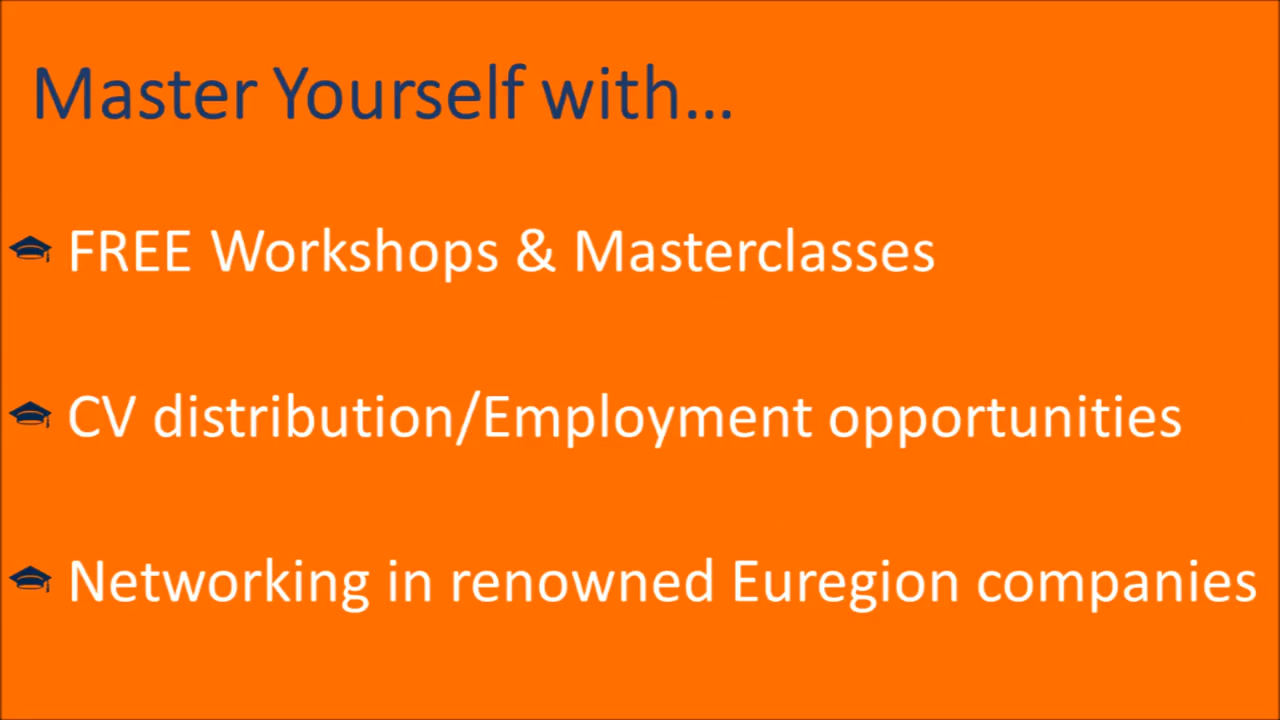 Master Yourself with...
FREE Workshops & Masterclasses
CV distribution/Employment opportunities
Networking in renowned Euregion companies